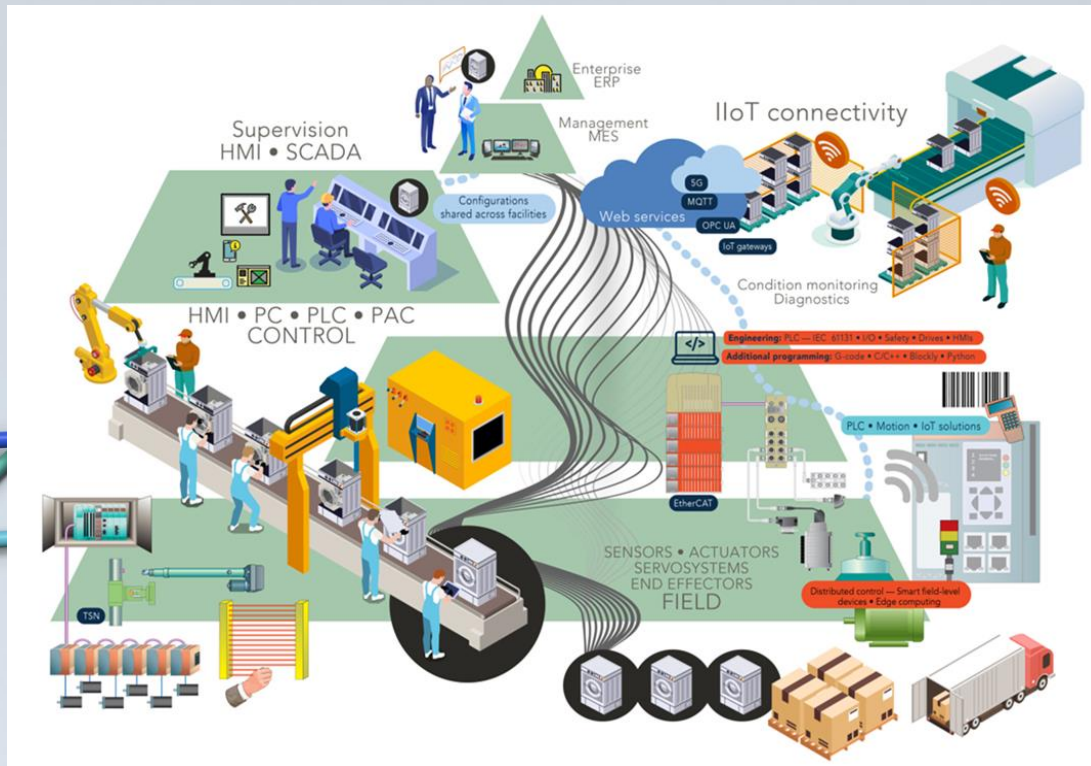 Enterprise
ERP
Management
MES
Supervision
HMI • SCADA
Configurations
shared across facilities
IIoT connectivity
5G
MQTT
Web services
OPC UA
IoT gateways
Condition monitoring
Diagnostics
HMI • PC • PLC • PAC
CONTROL
Engineering: PLC — IEC 61131 • I/O • Safety • Drives • HMIs
Additional programming: G-code • C/C++ • Blockly • Python
</>
PLC • Motion • IoT solutions
EtherCAT
SENSORS • ACTUATORS
SERVOSYSTEMS
END EFFECTORS
FIELD
Distributed control — Smart field-level
devices • Edge computing
TSN